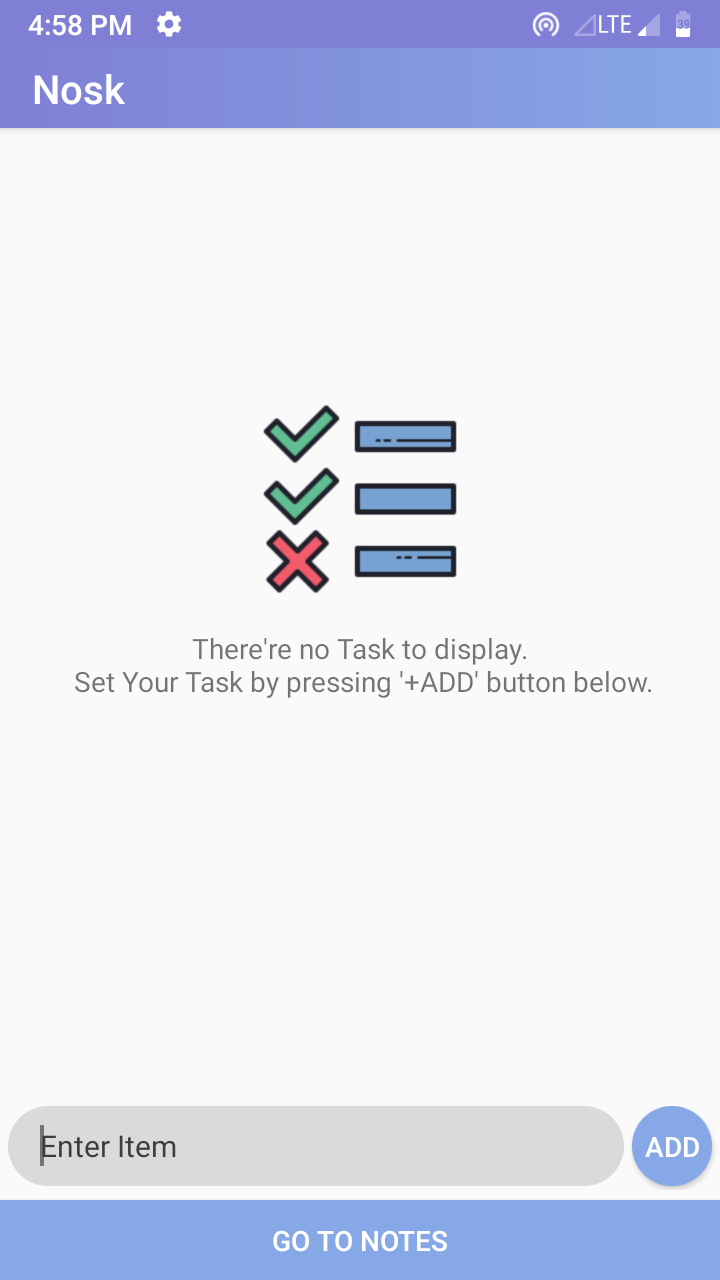 4:58 PM
LTE
39
Nosk
There're no Task to display.
Set Your Task by pressing '+ADD' button below.
Enter Item
ADD
GO TO NOTES